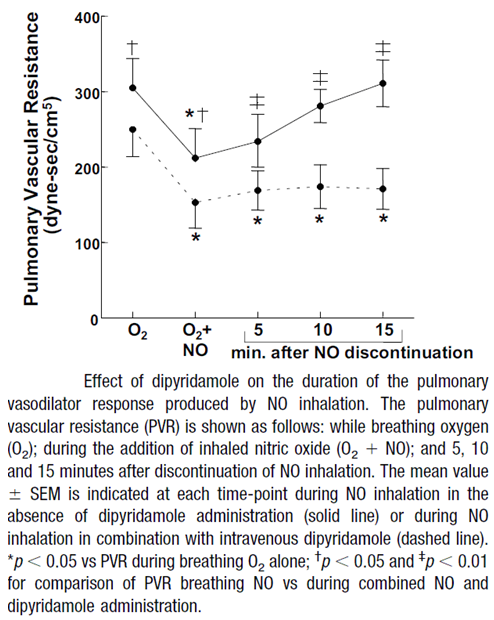 Pulmonary Vascular Resistance
(dyne-sec/cm⁵)
400
300
200
100
0
†
*†
‡
‡
‡
*
*
*
*
O₂
O₂+
NO
5
10
15
min. after NO discontinuation
Effect of dipyridamole on the duration of the pulmonary
vasodilator response produced by NO inhalation. The pulmonary
vascular resistance (PVR) is shown as follows: while breathing oxygen
(O₂); during the addition of inhaled nitric oxide (O₂ + NO); and 5, 10
and 15 minutes after discontinuation of NO inhalation. The mean value
± SEM is indicated at each time-point during NO inhalation in the
absence of dipyridamole administration (solid line) or during NO
inhalation in combination with intravenous dipyridamole (dashed line).
*p < 0.05 vs PVR during breathing O₂ alone; †p < 0.05 and ‡p < 0.01
for comparison of PVR breathing NO vs during combined NO and
dipyridamole administration.